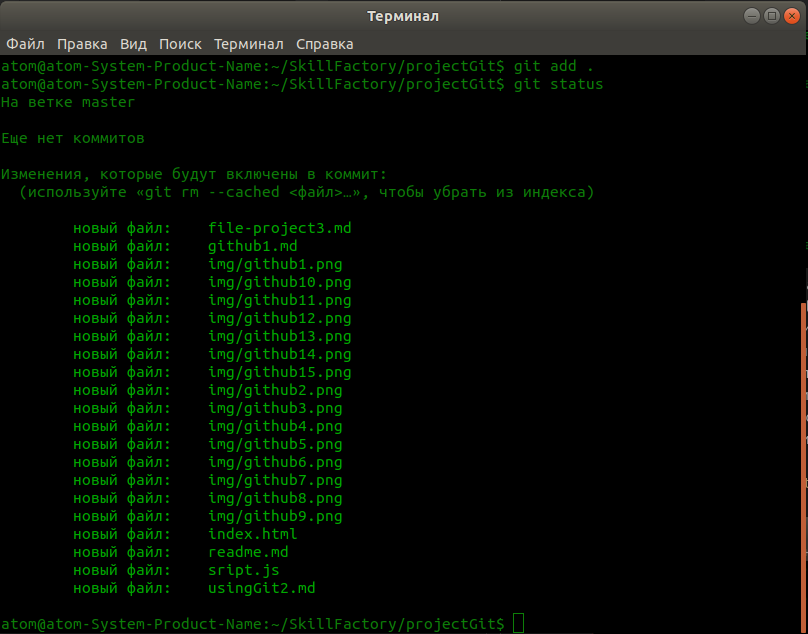 Терминал
Файл Правка Вид Поиск Терминал Справка
atom@atom-System-Product-Name:~/SkillFactory/projectGit$ git add .
atom@atom-System-Product-Name:~/SkillFactory/projectGit$ git status
На ветке master
Еще нет коммитов
Изменения, которые будут включены в коммит:
(используйте «git rm --cached <файл>…», чтобы убрать из индекса)
новый файл: file-project3.md
новый файл: github1.md
новый файл: img/github1.png
новый файл: img/github10.png
новый файл: img/github11.png
новый файл: img/github12.png
новый файл: img/github13.png
новый файл: img/github14.png
новый файл: img/github15.png
новый файл: img/github2.png
новый файл: img/github3.png
новый файл: img/github4.png
новый файл: img/github5.png
новый файл: img/github6.png
новый файл: img/github7.png
новый файл: img/github8.png
новый файл: img/github9.png
новый файл: index.html
новый файл: readme.md
новый файл: sript.js
новый файл: usingGit2.md
atom@atom-System-Product-Name:~/SkillFactory/projectGit$